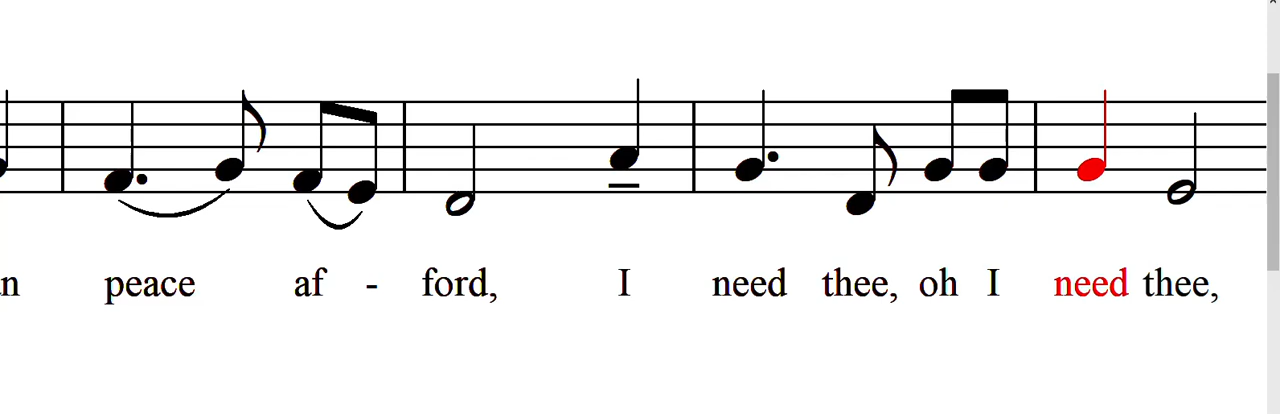 peace af - ford, I need thee, oh I need thee,